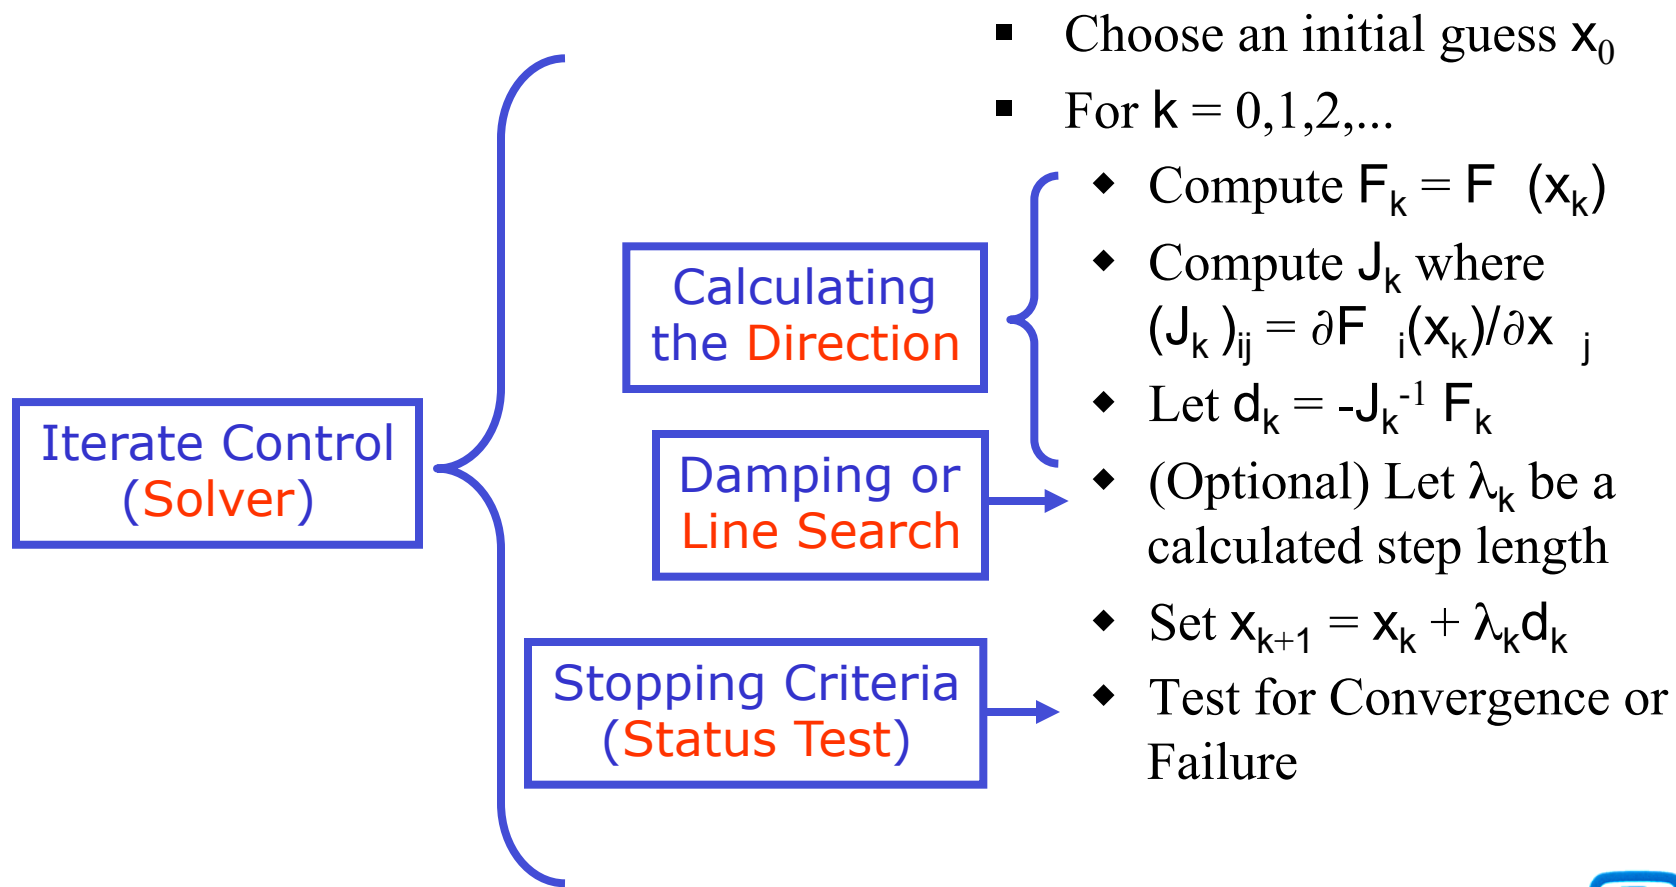 Iterate Control
(Solver)
Calculating
the Direction
Damping or
Line Search
Stopping Criteria
(Status Test)
▪ Choose an initial guess x₀
▪ For k = 0,1,2,...
◆ Compute Fₖ = F (xₖ)
◆ Compute Jₖ where
(Jₖ )ᵢⱼ = ∂F ᵢ(xₖ)/∂x ⱼ
◆ Let dₖ = -Jₖ⁻¹ Fₖ
◆ (Optional) Let λₖ be a
calculated step length
◆ Set xₖ₊₁ = xₖ + λₖdₖ
◆ Test for Convergence or
Failure